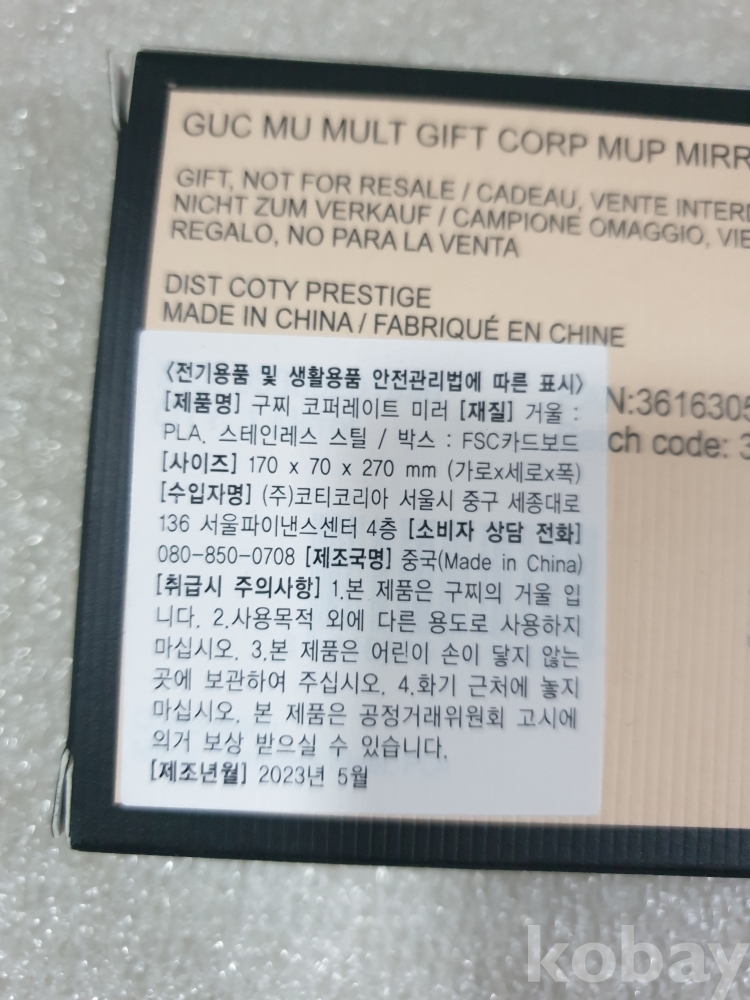 GUC MU MULT GIFT CORP MUP MIRR
GIFT, NOT FOR RESALE / CADEAU, VENTE INTERD
NICHT ZUM VERKAUF / CAMPIONE OMAGGIO, VIE
REGALO, NO PARA LA VENTA
DIST COTY PRESTIGE
MADE IN CHINA / FABRIQUÉ EN CHINE
N:3616305
ch code: 3
<전기용품 및 생활용품 안전관리법에 따른 표시>
[제품명] 구찌 코퍼레이트 미러 [재질] 거울 :
PLA. 스테인레스 스틸 / 박스 : FSC카드보드
[사이즈] 170 x 70 x 270 mm (가로x세로x폭)
[수입자명] (주)코티코리아 서울시 중구 세종대로
136 서울파이낸스센터 4층 [소비자 상담 전화]
080-850-0708 [제조국명] 중국(Made in China)
[취급시 주의사항] 1.본 제품은 구찌의 거울 입
니다. 2.사용목적 외에 다른 용도로 사용하지
마십시오. 3.본 제품은 어린이 손이 닿지 않는
곳에 보관하여 주십시오. 4.화기 근처에 놓지
마십시오. 본 제품은 공정거래위원회 고시에
의거 보상 받으실 수 있습니다.
[제조년월] 2023년 5월
kobay